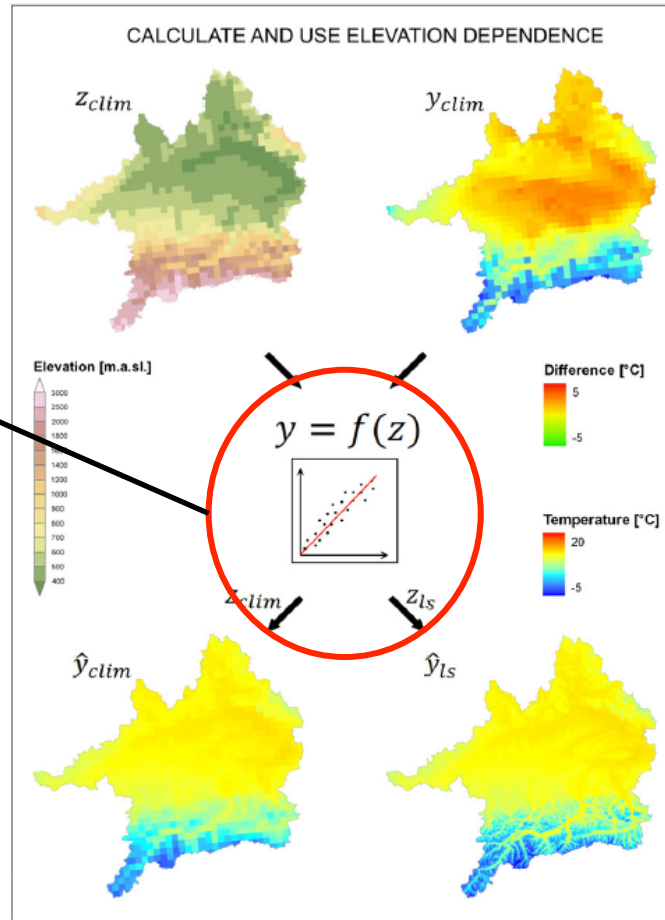 CALCULATE AND USE ELEVATION DEPENDENCE
z_clim
y_clim
Elevation [m.a.sl.]
3000
2500
2000
1800
1600
1400
1200
1000
900
800
700
600
500
400
y = f(z)
Difference [°C]
5
-5
Temperature [°C]
20
-5
z_clim
z_ls
ŷ_clim
ŷ_ls